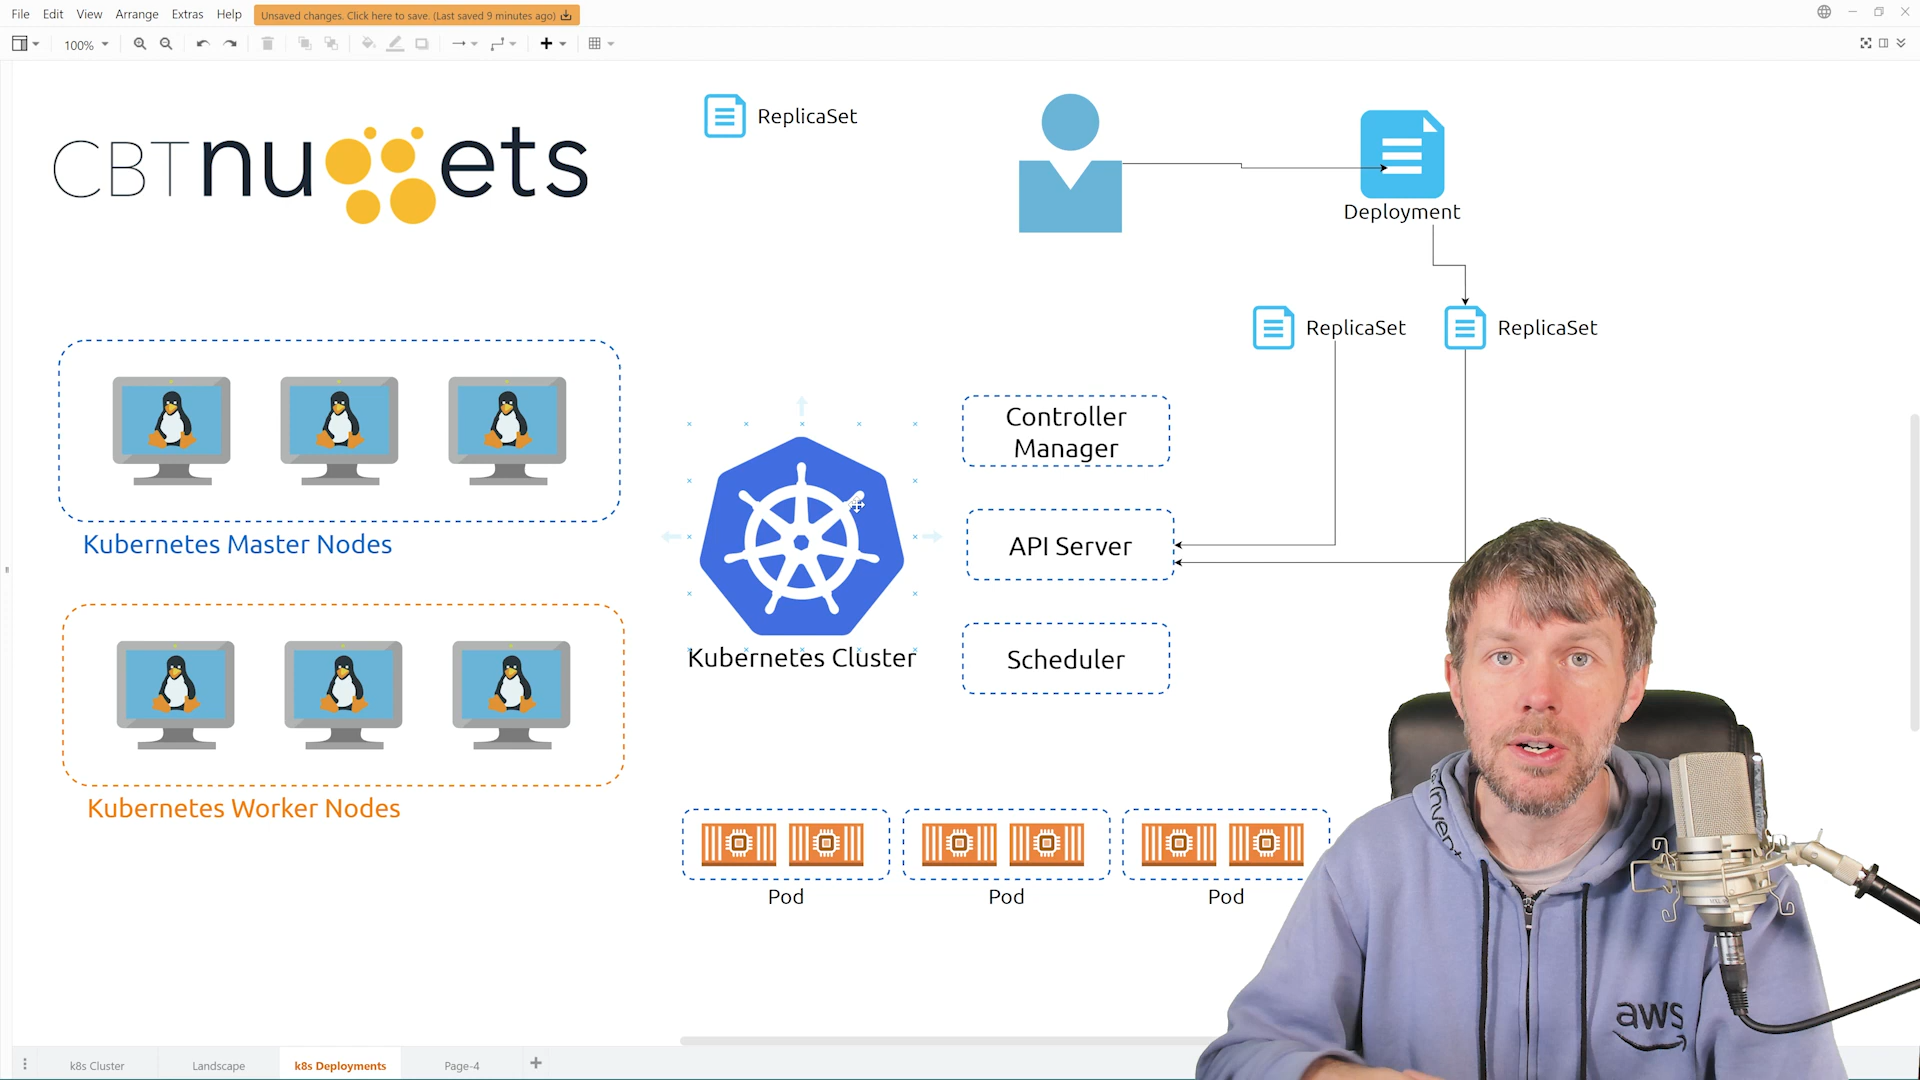 File Edit View Arrange Extras Help Unsaved changes. Click here to save. (Last saved 9 minutes ago)
100%
CBTnuggets
ReplicaSet
Deployment
ReplicaSet
ReplicaSet
Controller
Manager
API Server
Scheduler
Kubernetes Master Nodes
Kubernetes Cluster
Kubernetes Worker Nodes
Pod
Pod
Pod
aws
k8s Cluster
Landscape
k8s Deployments
Page-4